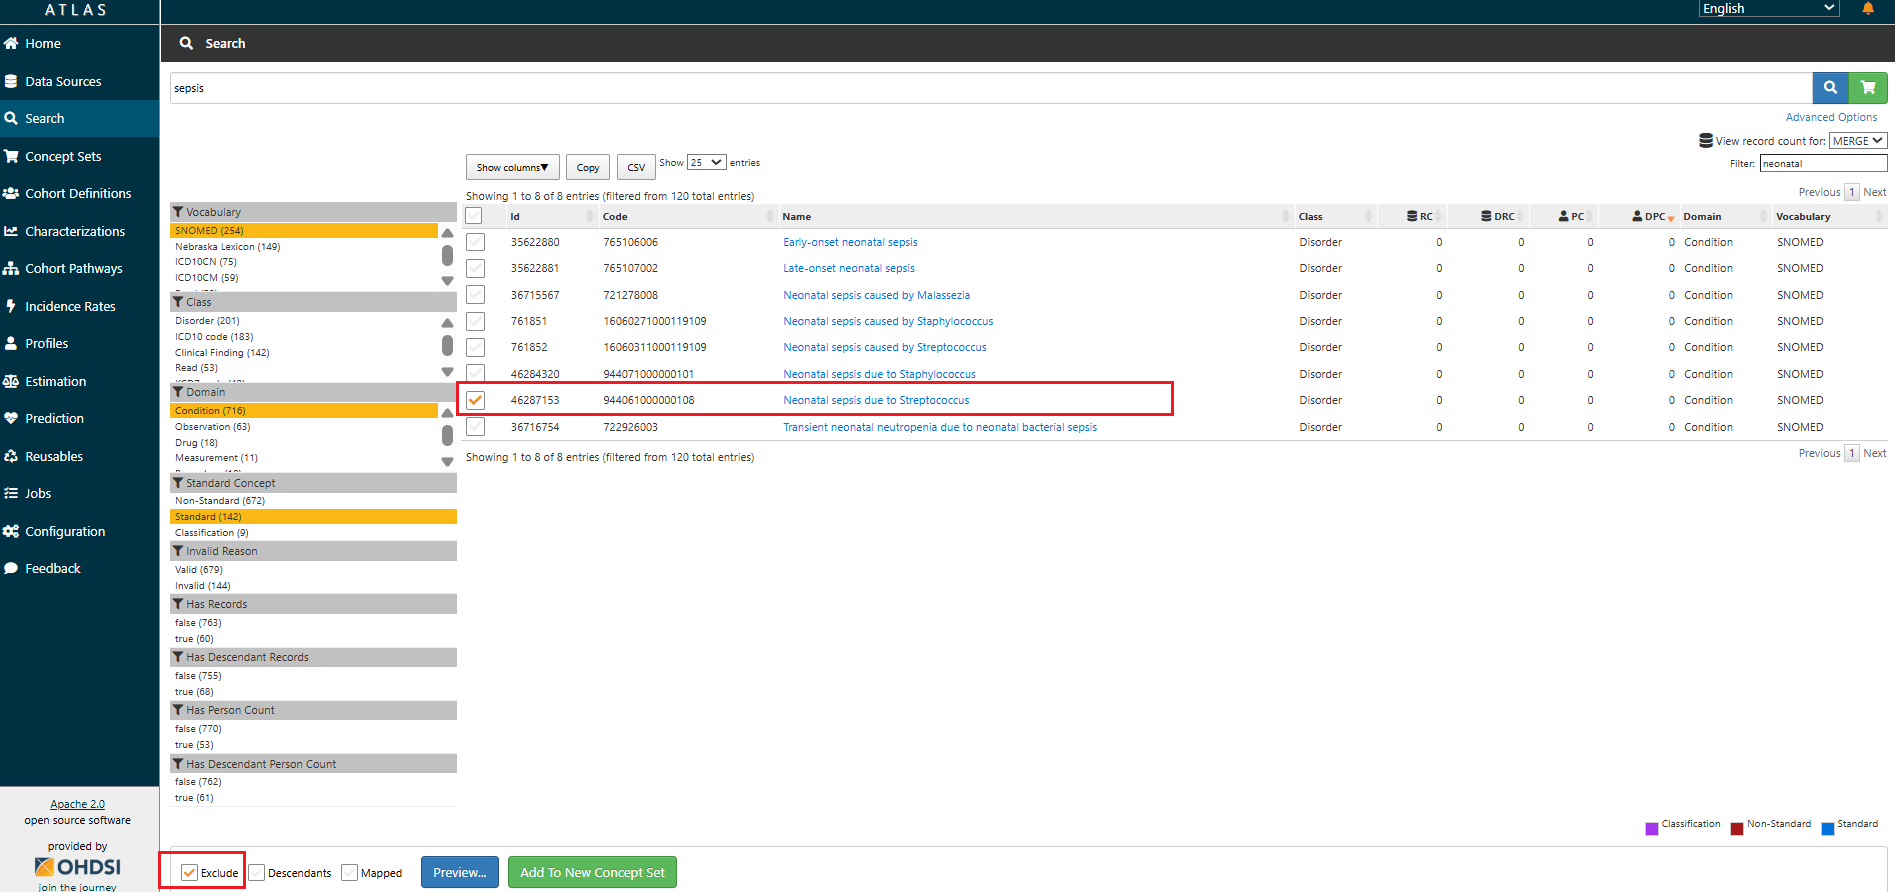 ATLAS
English
Home
Data Sources
Search
Concept Sets
Cohort Definitions
Characterizations
Cohort Pathways
Incidence Rates
Profiles
Estimation
Prediction
Reusables
Jobs
Configuration
Feedback
Apache 2.0
open source software
provided by
OHDSI
join the journey
Search
sepsis
Advanced Options
View record count for: MERGE
Show columns▼ Copy CSV Show 25 entries
Filter: neonatal
Showing 1 to 8 of 8 entries (filtered from 120 total entries)
Previous 1 Next
Vocabulary
SNOMED (254)
Nebraska Lexicon (149)
ICD10CN (75)
ICD10CM (59)
Class
Disorder (201)
ICD10 code (183)
Clinical Finding (142)
Read (53)
Domain
Condition (716)
Observation (63)
Drug (18)
Measurement (11)
Standard Concept
Non-Standard (672)
Standard (142)
Classification (9)
Invalid Reason
Valid (679)
Invalid (144)
Has Records
false (763)
true (60)
Has Descendant Records
false (755)
true (68)
Has Person Count
false (770)
true (53)
Has Descendant Person Count
false (762)
true (61)
Id Code Name Class RC DRC PC DPC Domain Vocabulary
35622880 765106006 Early-onset neonatal sepsis Disorder 0 0 0 0 Condition SNOMED
35622881 765107002 Late-onset neonatal sepsis Disorder 0 0 0 0 Condition SNOMED
36715567 721278008 Neonatal sepsis caused by Malassezia Disorder 0 0 0 0 Condition SNOMED
761851 16060271000119109 Neonatal sepsis caused by Staphylococcus Disorder 0 0 0 0 Condition SNOMED
761852 16060311000119109 Neonatal sepsis caused by Streptococcus Disorder 0 0 0 0 Condition SNOMED
46284320 944071000000101 Neonatal sepsis due to Staphylococcus Disorder 0 0 0 0 Condition SNOMED
46287153 944061000000108 Neonatal sepsis due to Streptococcus Disorder 0 0 0 0 Condition SNOMED
36716754 722926003 Transient neonatal neutropenia due to neonatal bacterial sepsis Disorder 0 0 0 0 Condition SNOMED
Showing 1 to 8 of 8 entries (filtered from 120 total entries)
Previous 1 Next
Classification Non-Standard Standard
Exclude Descendants Mapped Preview... Add To New Concept Set